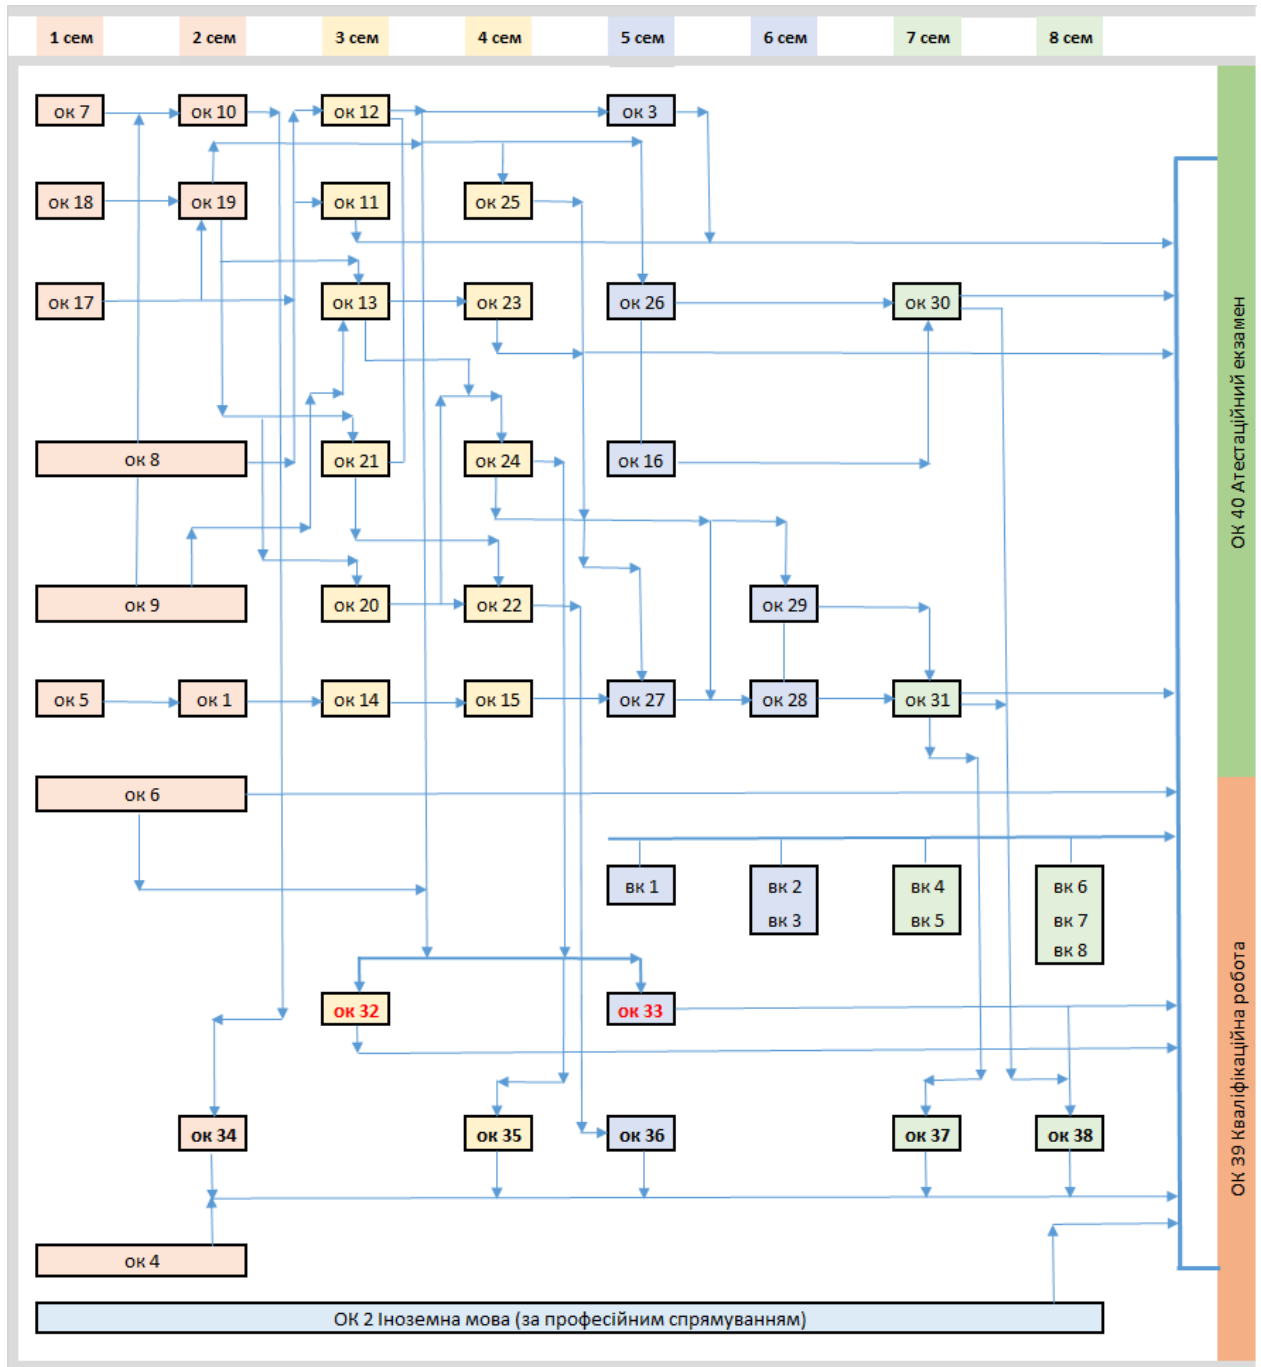 1 сем 2 сем 3 сем 4 сем 5 сем 6 сем 7 сем 8 сем
ок 7 ок 10 ок 12 ок 3
ок 18 ок 19 ок 11 ок 25
ок 17 ок 13 ок 23 ок 26 ок 30
ок 8 ок 21 ок 24 ок 16
ок 9 ок 20 ок 22 ок 29
ок 5 ок 1 ок 14 ок 15 ок 27 ок 28 ок 31
ок 6
вк 1 вк 2 вк 4 вк 6
вк 3 вк 5 вк 7
вк 8
ок 32 ок 33
ок 34 ок 35 ок 36 ок 37 ок 38
ок 4
ОК 2 Іноземна мова (за професійним спрямуванням)
ОК 40 Атестаційний екзамен
ОК 39 Кваліфікаційна робота